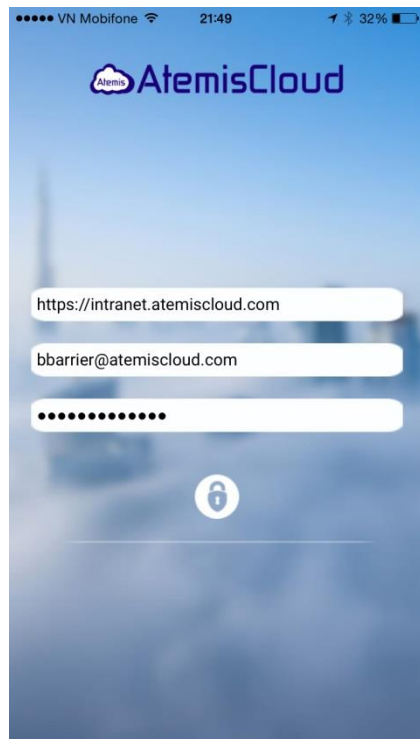 VN Mobifone 21:49 32%
Atemis AtemisCloud
https://intranet.atemiscloud.com
bbarrier@atemiscloud.com
•••••••••••••